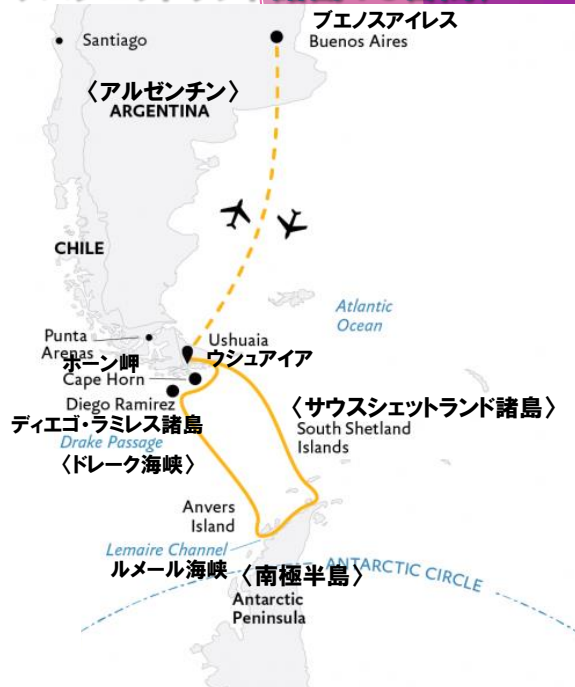 ブエノスアイレス
Santiago
Buenos Aires
〈アルゼンチン〉
ARGENTINA
CHILE
Atlantic
Ocean
Punta
Arenas
Ushuaia
ウシュアイア
ホーン岬
Cape Horn
Diego Ramirez
ディエゴ・ラミレス諸島
Drake Passage
〈ドレーク海峡〉
〈サウスシェットランド諸島〉
South Shetland
Islands
Anvers
Island
Lemaire Channel
ルメール海峡
〈南極半島〉
ANTARCTIC CIRCLE
Antarctic
Peninsula